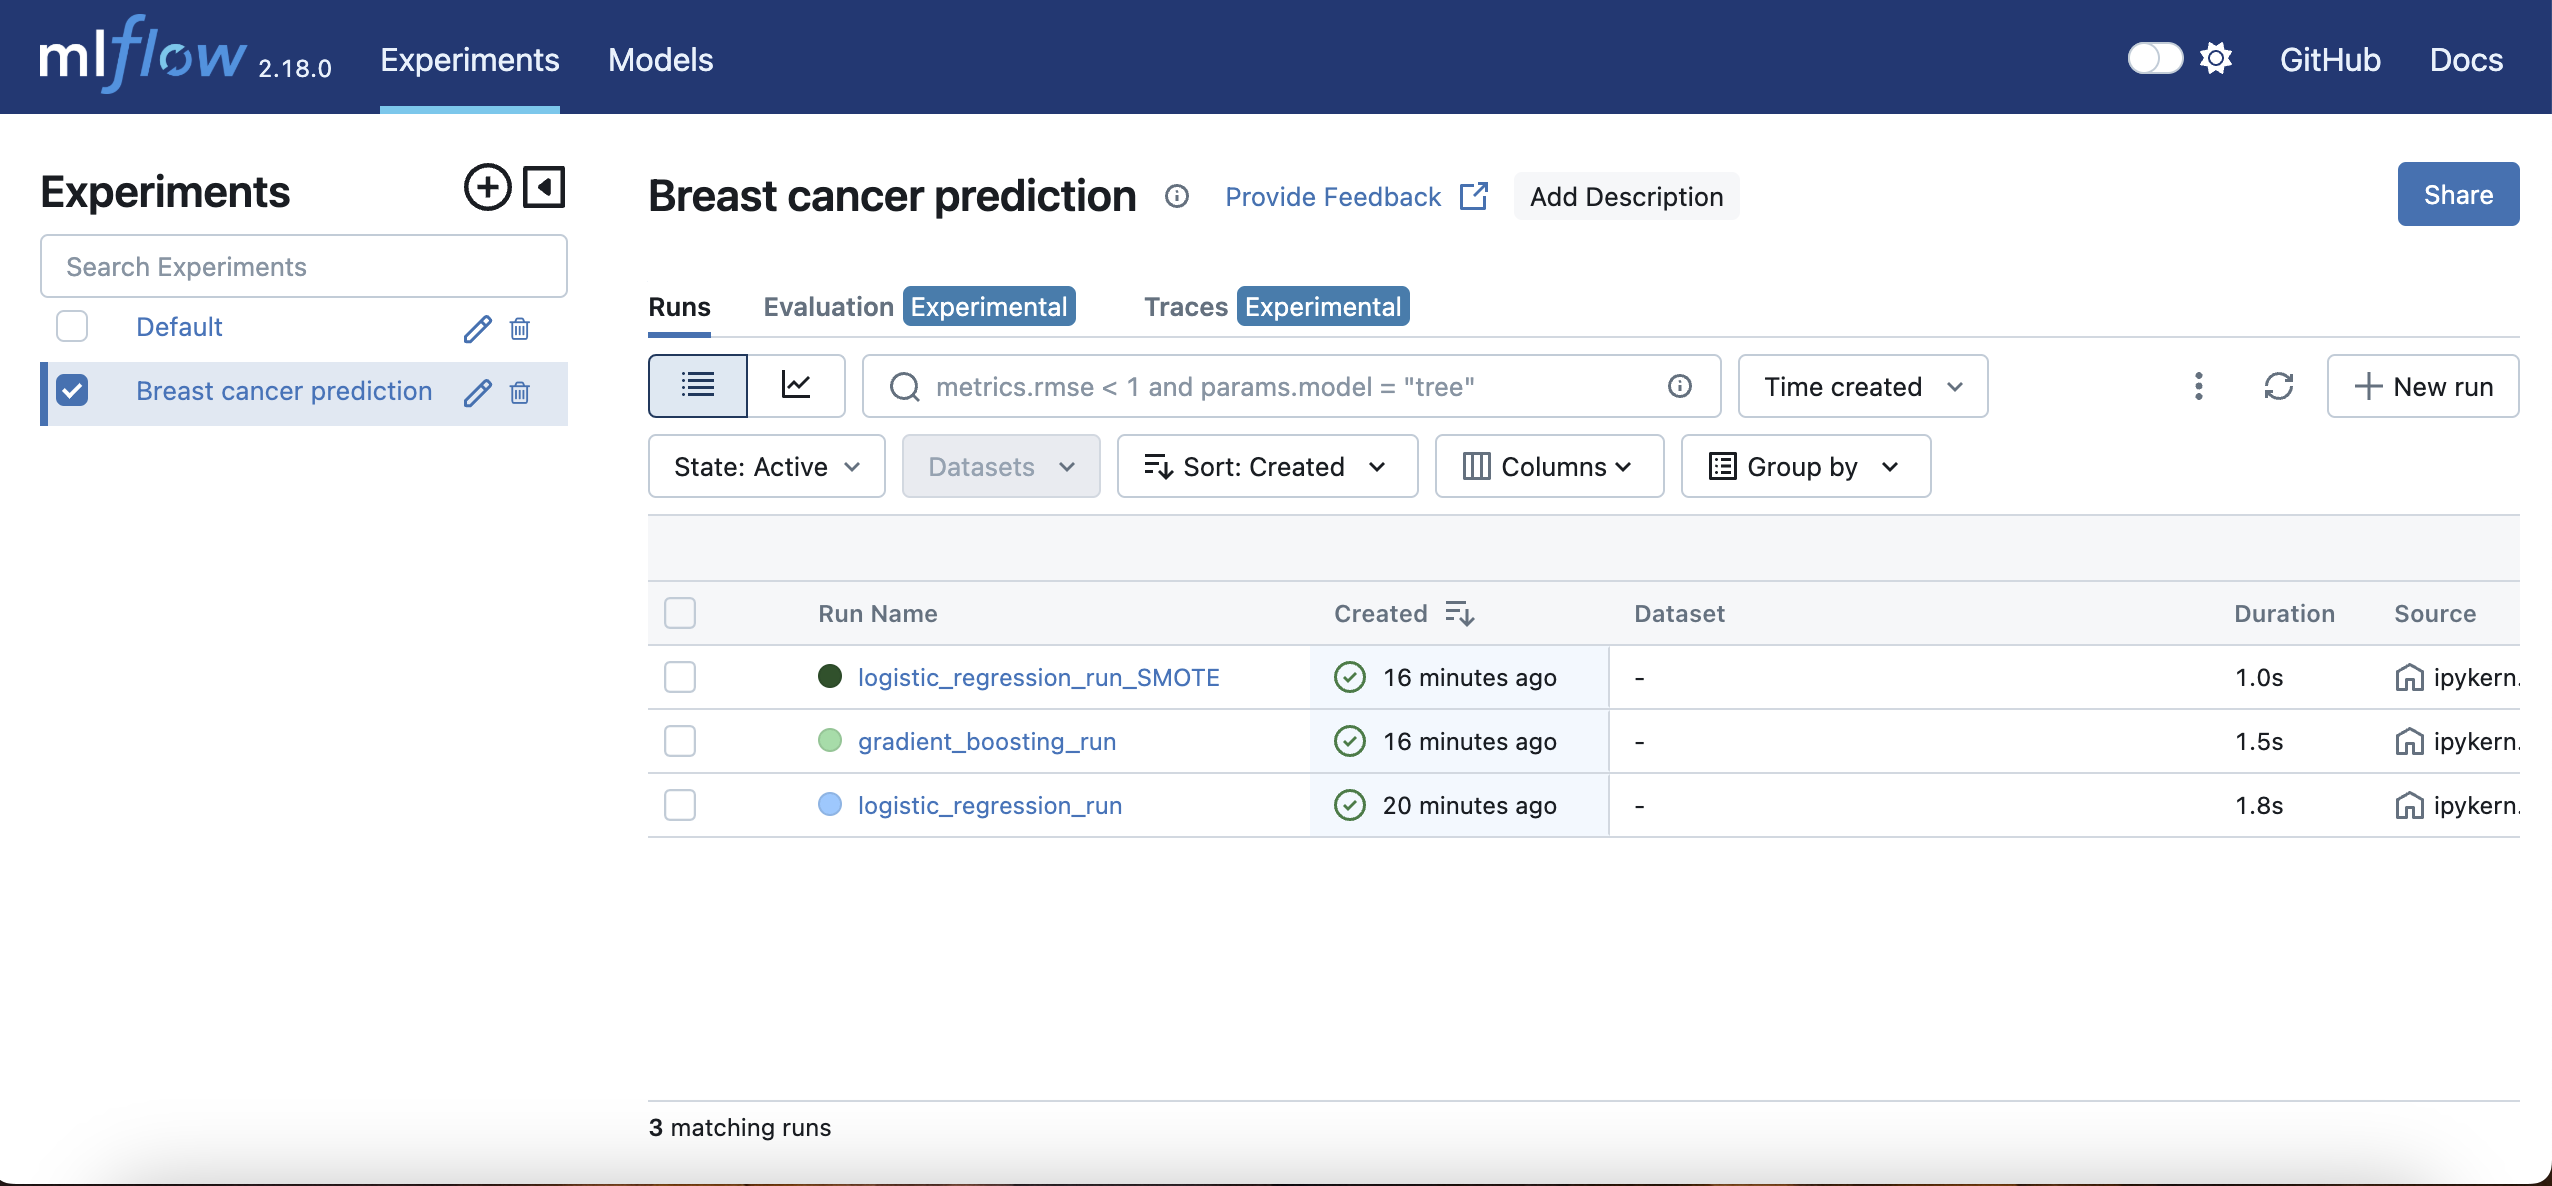 mlflow 2.18.0 Experiments Models GitHub Docs
Experiments
Search Experiments
Default
Breast cancer prediction
Breast cancer prediction Provide Feedback Add Description Share
Runs Evaluation Experimental Traces Experimental
metrics.rmse < 1 and params.model = "tree" Time created New run
State: Active Datasets Sort: Created Columns Group by
Run Name Created Dataset Duration Source
logistic_regression_run_SMOTE 16 minutes ago - 1.0s ipykern.
gradient_boosting_run 16 minutes ago - 1.5s ipykern.
logistic_regression_run 20 minutes ago - 1.8s ipykern.
3 matching runs